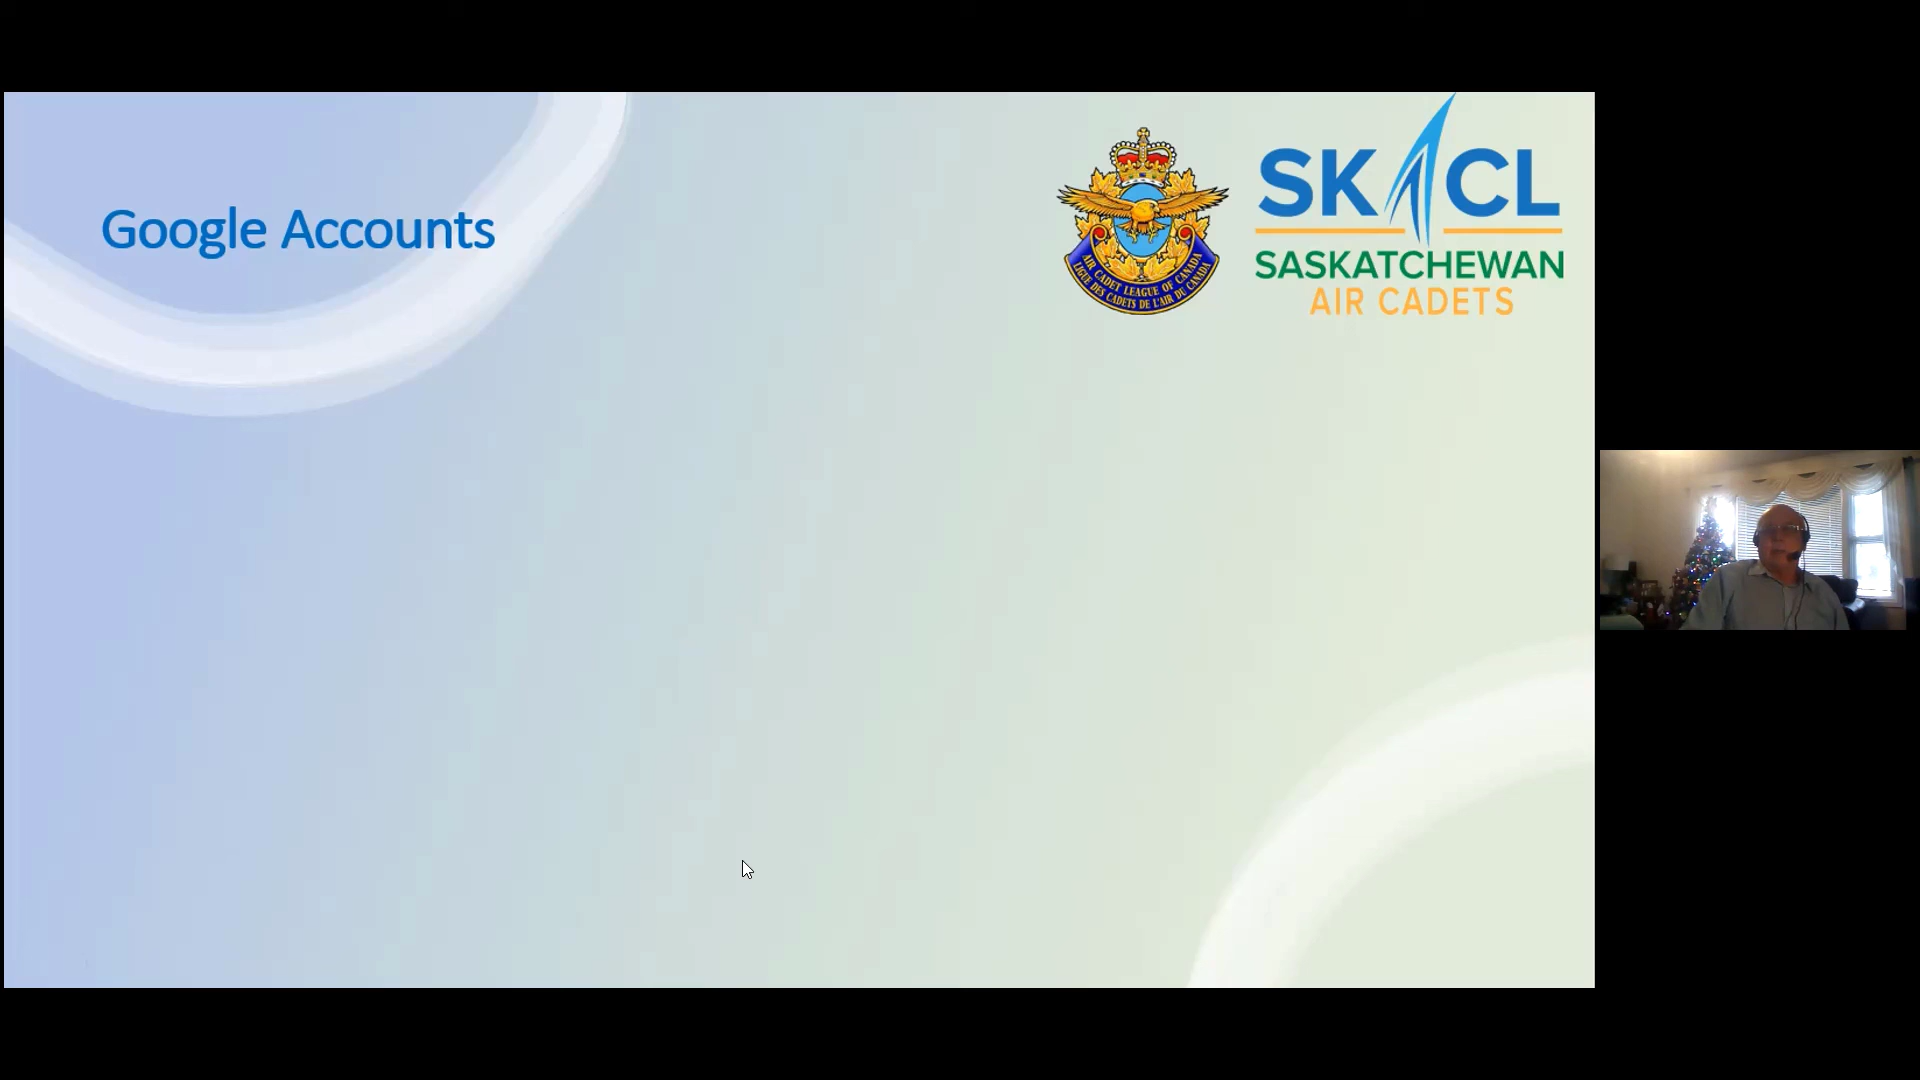 Google Accounts
SKACL
SASKATCHEWAN
AIR CADETS
AIR CADET LEAGUE OF CANADA
LIGUE DES CADETS DE L'AIR DU CANADA